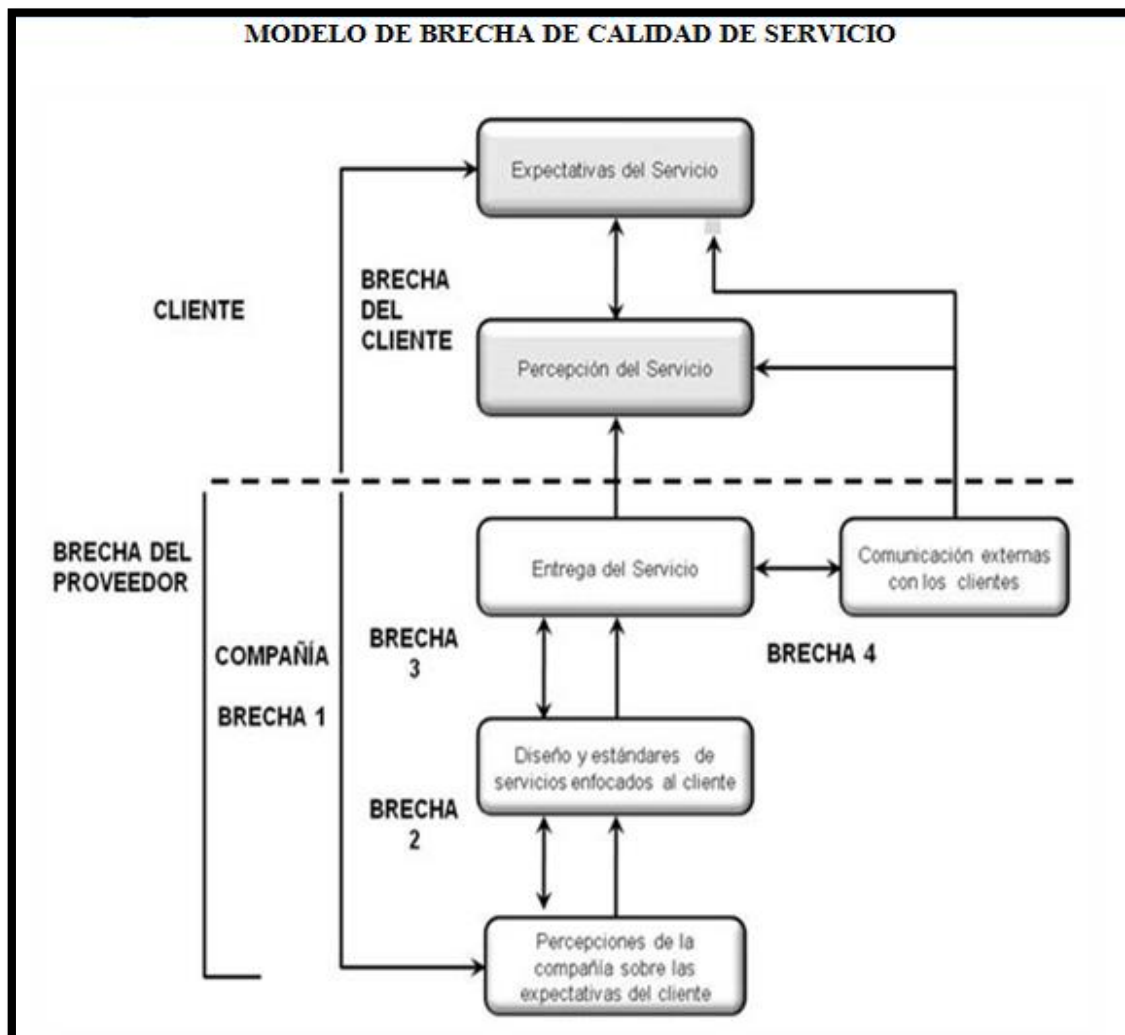 MODELO DE BRECHA DE CALIDAD DE SERVICIO
Expectativas del Servicio
BRECHA
DEL
CLIENTE
CLIENTE
Percepción del Servicio
BRECHA DEL
PROVEEDOR
Entrega del Servicio
Comunicación externas
con los clientes
COMPAÑÍA
BRECHA
3
BRECHA 4
BRECHA 1
Diseño y estándares de
servicios enfocados al cliente
BRECHA
2
Percepciones de la
compañía sobre las
expectativas del cliente